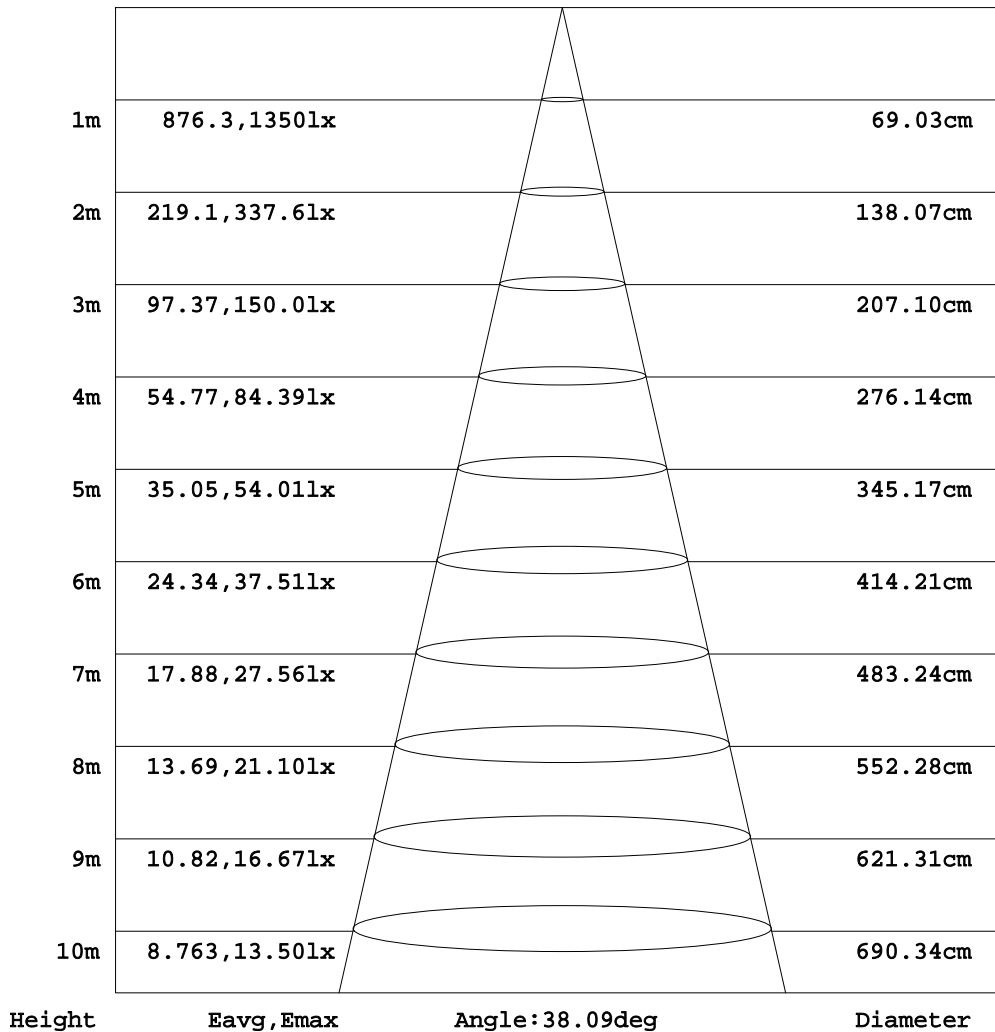 1m 876.3,1350lx 69.03cm
2m 219.1,337.6lx 138.07cm
3m 97.37,150.0lx 207.10cm
4m 54.77,84.39lx 276.14cm
5m 35.05,54.01lx 345.17cm
6m 24.34,37.51lx 414.21cm
7m 17.88,27.56lx 483.24cm
8m 13.69,21.10lx 552.28cm
9m 10.82,16.67lx 621.31cm
10m 8.763,13.50lx 690.34cm
Height Eavg,Emax Angle:38.09deg Diameter